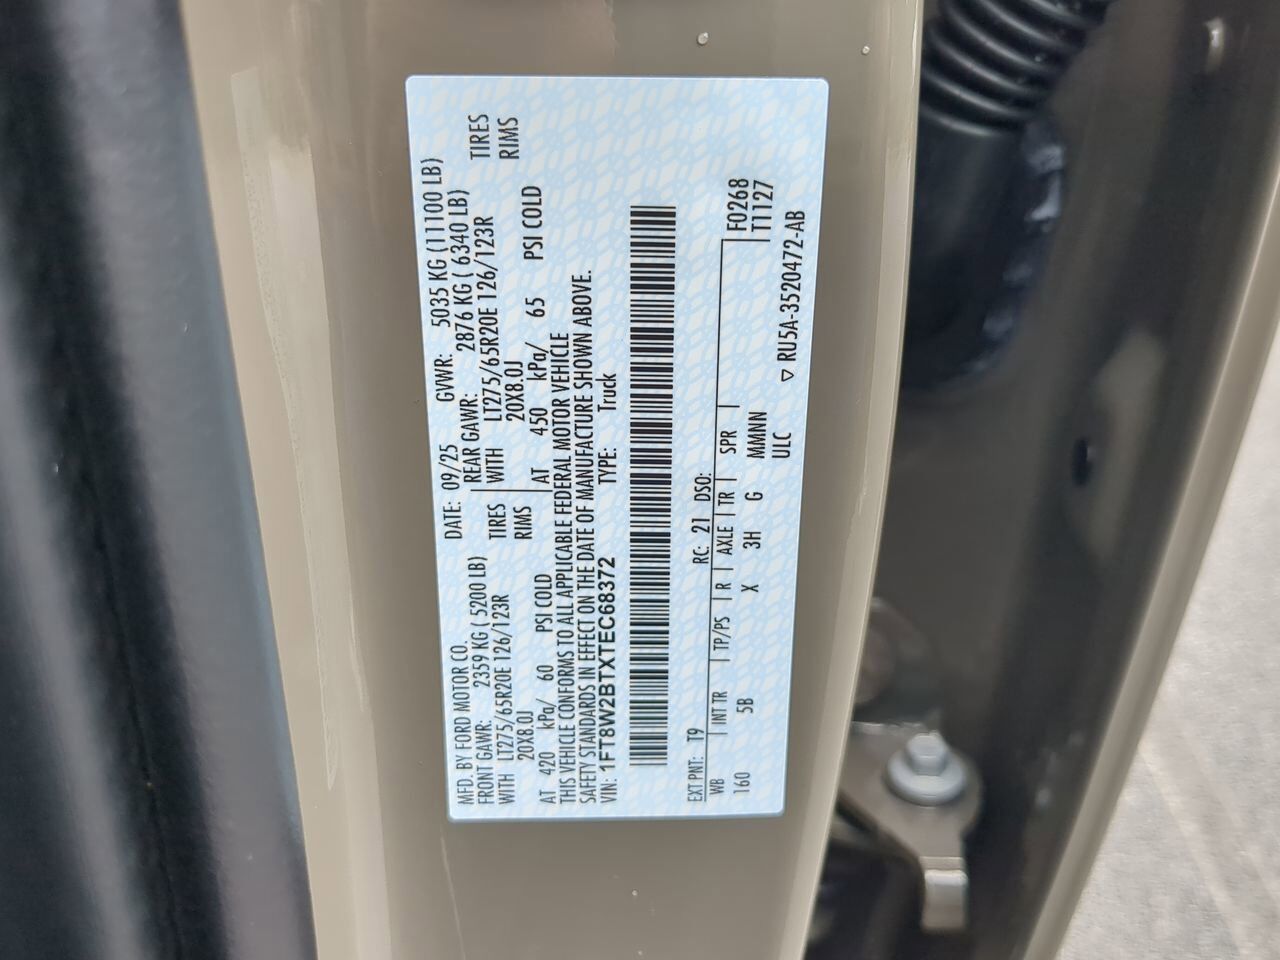 MFD. BY FORD MOTOR CO. DATE: 09/25 GVWR: 5035 KG (11100 LB)
FRONT GAWR: 2359 KG ( 5200 LB) REAR GAWR: 2876 KG ( 6340 LB)
WITH LT275/65R20E 126/123R TIRES WITH LT275/65R20E 126/123R TIRES
20X8.0J RIMS 20X8.0J RIMS
AT 420 kPa/ 60 PSI COLD AT 450 kPa/ 65 PSI COLD
THIS VEHICLE CONFORMS TO ALL APPLICABLE FEDERAL MOTOR VEHICLE
SAFETY STANDARDS IN EFFECT ON THE DATE OF MANUFACTURE SHOWN ABOVE.
VIN: 1FT8W2BTXTEC68372 TYPE: Truck
EXT PNT: T9 RC: 21 DSO:
WB INT TR TP/PS R AXLE TR SPR F0268
160 5B X 3H G MMNN T1127
ULC ▽ RU5A-3520472-AB